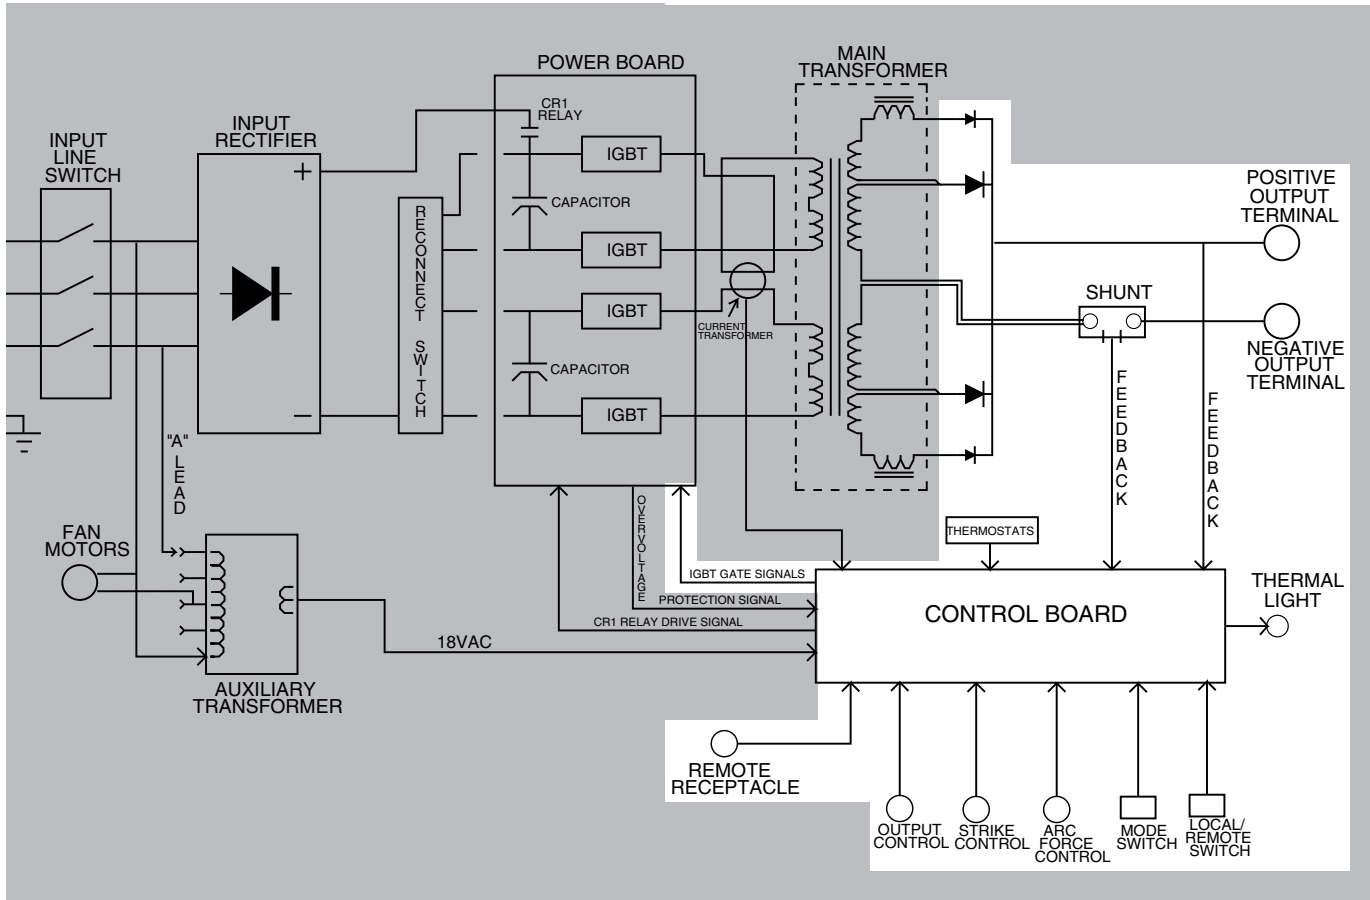 MAIN
TRANSFORMER
POWER BOARD
CR1
RELAY
INPUT
RECTIFIER
INPUT
LINE
SWITCH
+
IGBT
POSITIVE
OUTPUT
TERMINAL
CAPACITOR
RECONNECT SWITCH
IGBT
SHUNT
IGBT
CURRENT
TRANSFORMER
NEGATIVE
OUTPUT
TERMINAL
CAPACITOR
FEEDBACK
FEEDBACK
IGBT
–
"A"
LEAD
OVERVOLTAGE
THERMOSTATS
FAN
MOTORS
IGBT GATE SIGNALS
THERMAL
LIGHT
PROTECTION SIGNAL
CONTROL BOARD
CR1 RELAY DRIVE SIGNAL
18VAC
AUXILIARY
TRANSFORMER
REMOTE
RECEPTACLE
OUTPUT
CONTROL
STRIKE
CONTROL
ARC
FORCE
CONTROL
MODE
SWITCH
LOCAL/
REMOTE
SWITCH